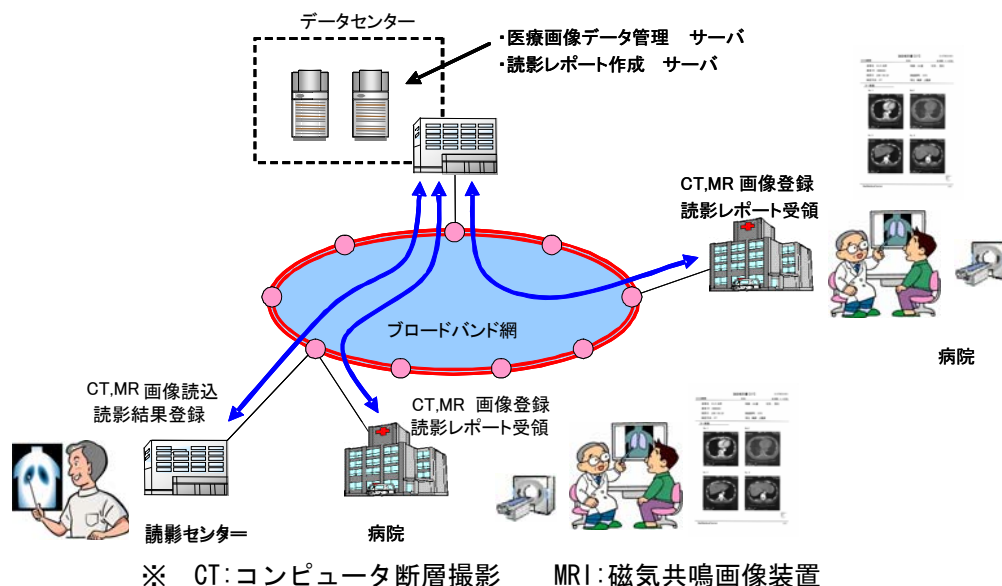 データセンター
・医療画像データ管理　サーバ
・読影レポート作成　サーバ
CT,MR 画像登録
読影レポート受領
病院
ブロードバンド網
CT,MR 画像読込
読影結果登録
CT,MR 画像登録
読影レポート受領
読影センター
病院
※　CT:コンピュータ断層撮影　　MRI:磁気共鳴画像装置